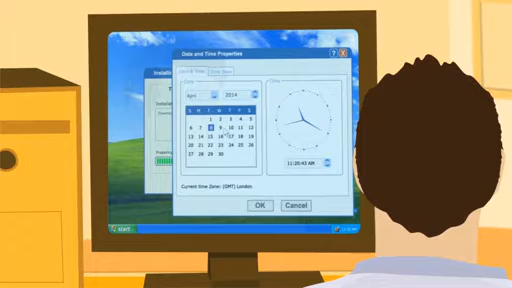 Date and Time Properties
Installin
Date & Time
Time Zone
Date
Time
April
2014
S M T W T F S
1 2 3 4 5
6 7 8 9 10 11 12
13 14 15 16 17 18 19
20 21 22 23 24 25 26
27 28 29 30
11:20:43 AM
Current time Zone: (GMT) London.
OK
Cancel
start